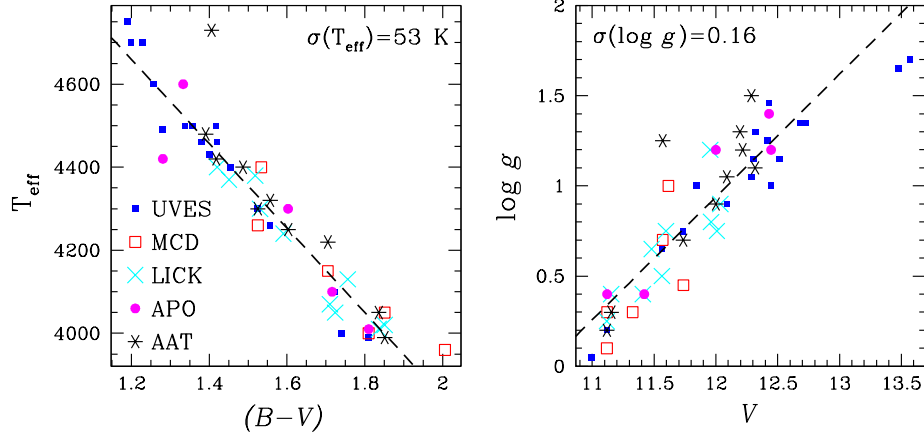 σ(T_eff)=53 K
4600
4400
4200
4000
T_eff
UVES
MCD
LICK
APO
AAT
1.2 1.4 1.6 1.8 2
(B−V)
σ(log g)=0.16
2
1.5
1
0.5
0
log g
11 11.5 12 12.5 13 13.5
V